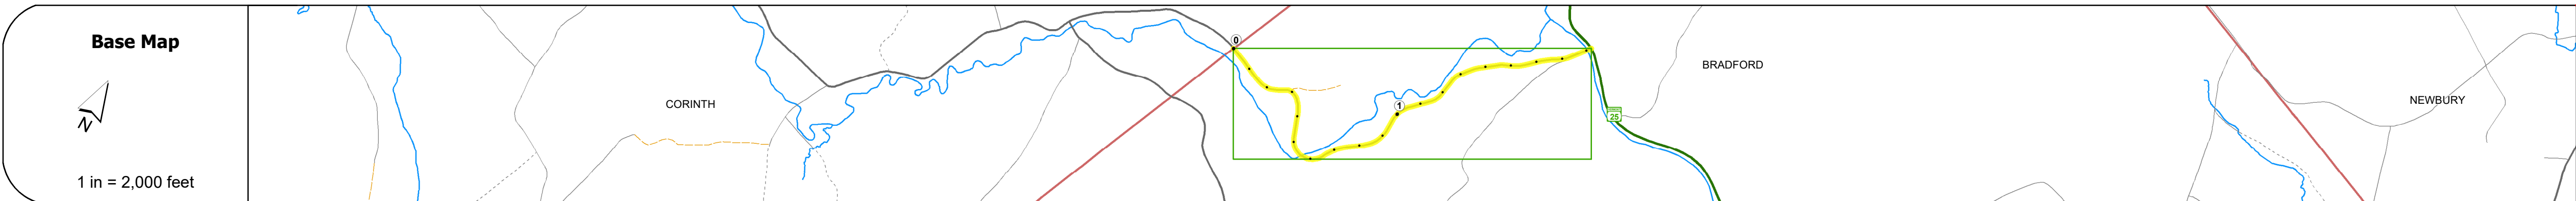 Base Map
N
1 in = 2,000 feet
CORINTH
0
1
BRADFORD
25
NEWBURY